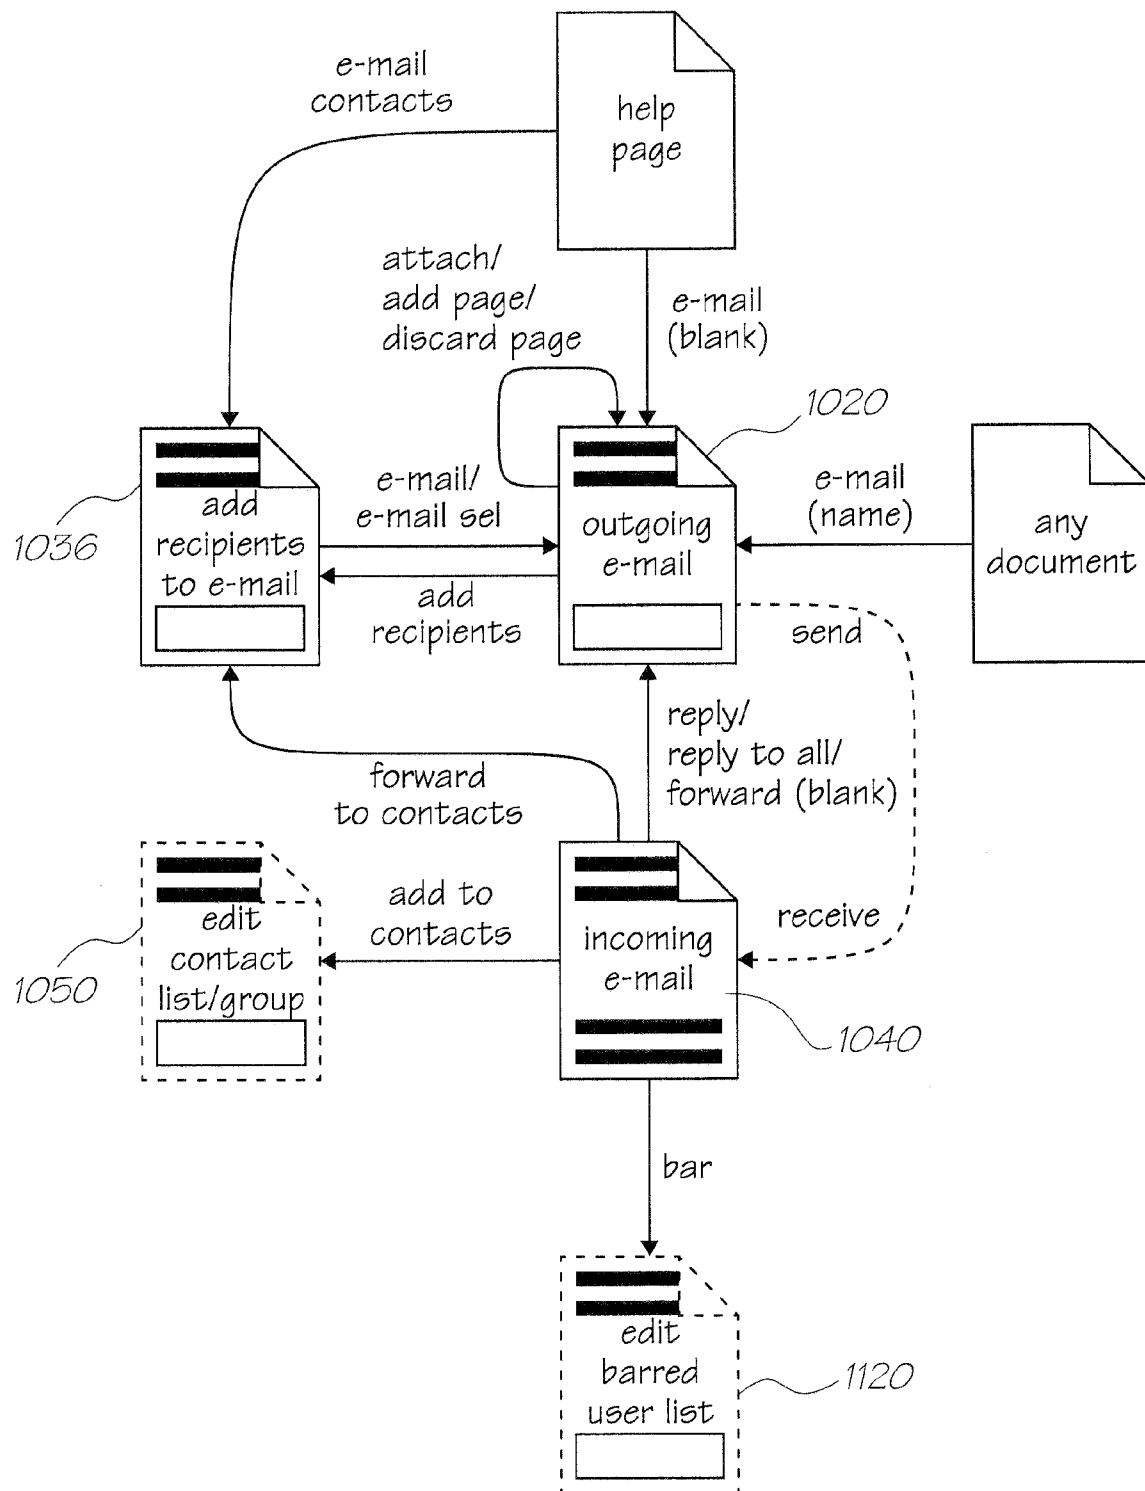 e-mail
contacts
help
page
attach/
add page/
discard page
e-mail
(blank)
1020
1036
add
recipients
to e-mail
e-mail/
e-mail sel
add
recipients
outgoing
e-mail
e-mail
(name)
any
document
send
reply/
reply to all/
forward (blank)
forward
to contacts
1050
edit
contact
list/group
add to
contacts
incoming
e-mail
receive
1040
bar
edit
barred
user list
1120